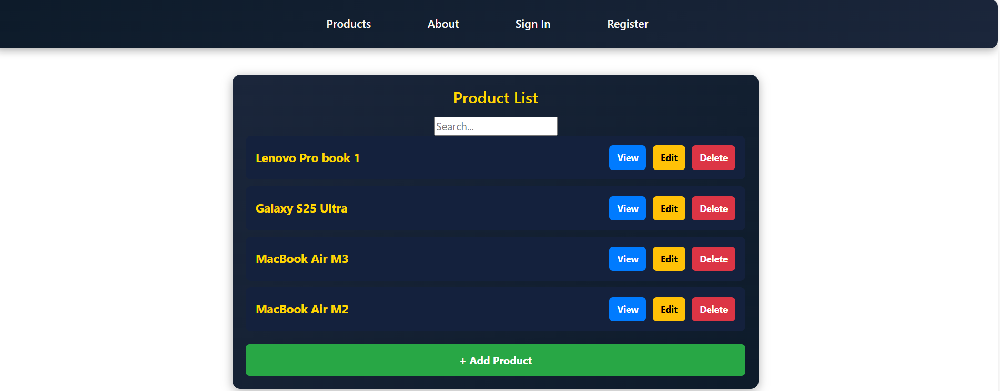 Products About Sign In Register
Product List
Search...
Lenovo Pro book 1 View Edit Delete
Galaxy S25 Ultra View Edit Delete
MacBook Air M3 View Edit Delete
MacBook Air M2 View Edit Delete
+ Add Product